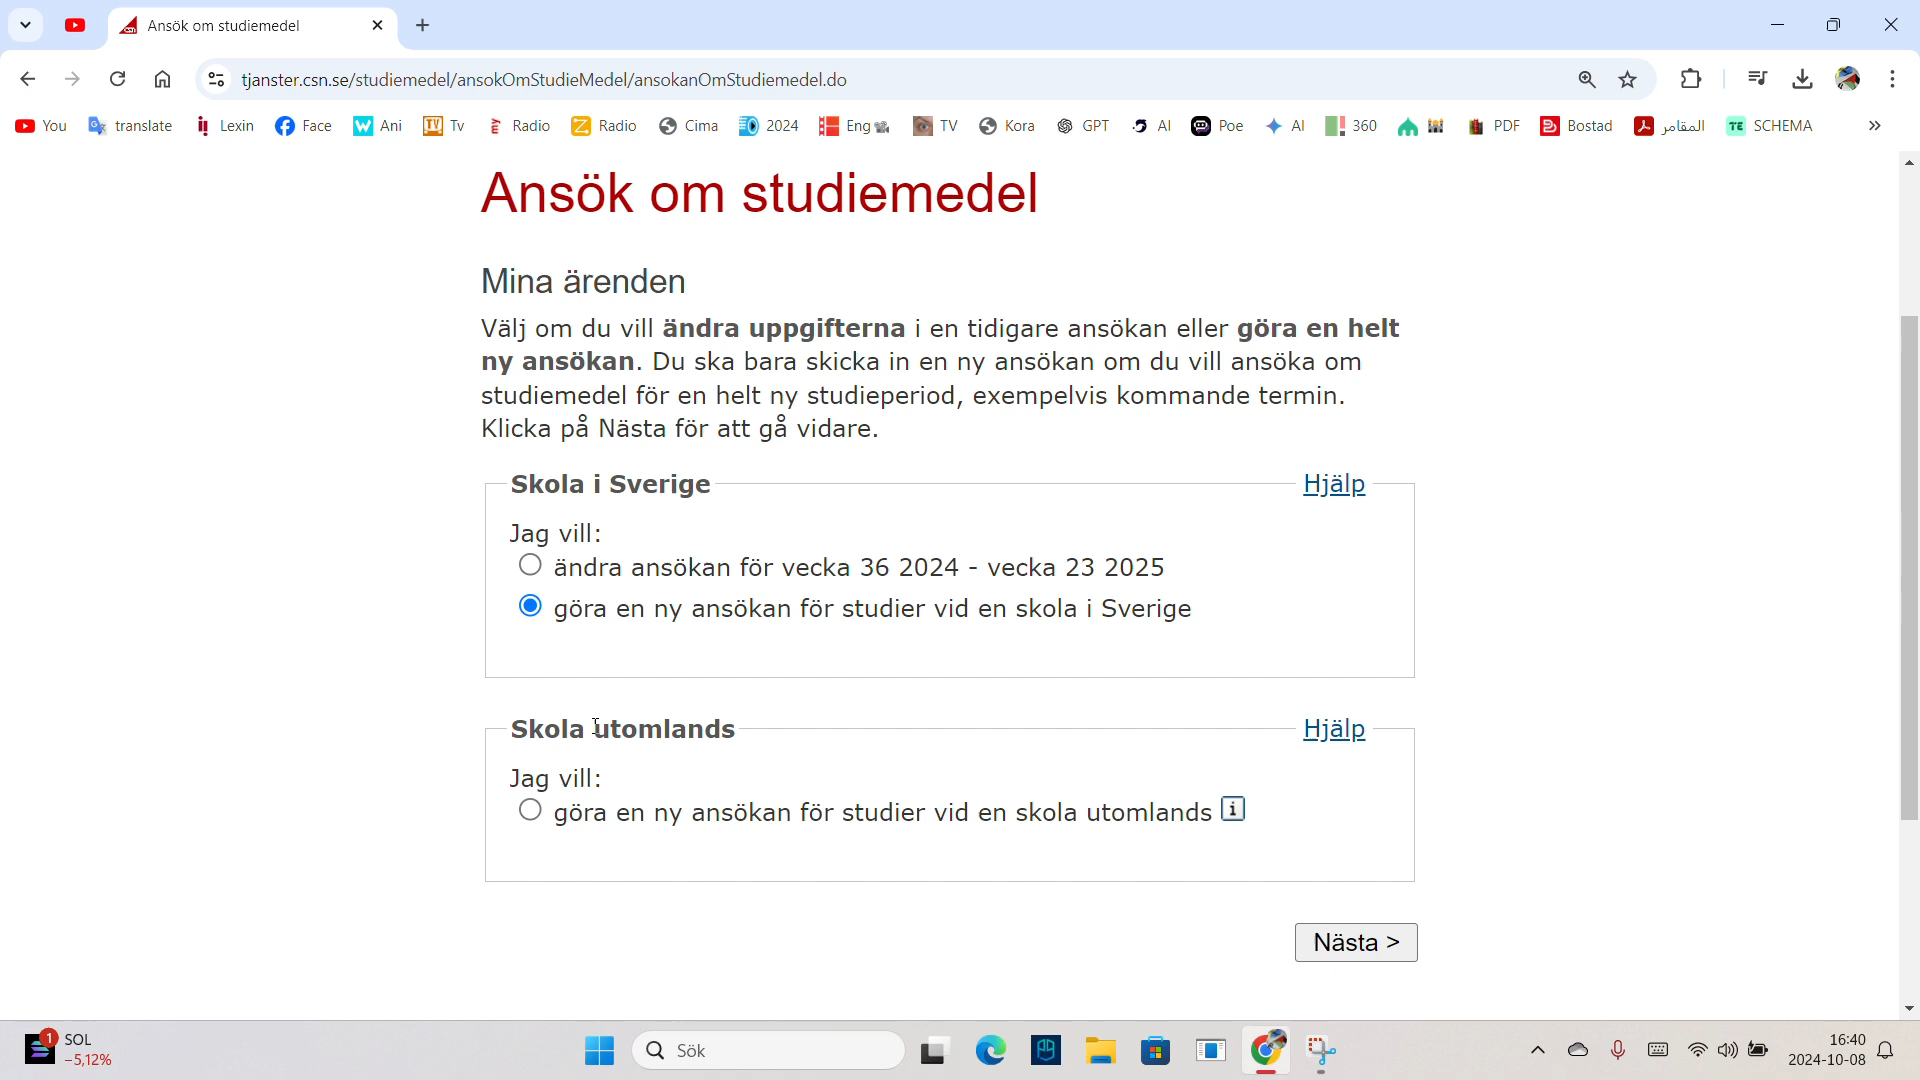 Ansök om studiemedel
tjanster.csn.se/studiemedel/ansokOmStudieMedel/ansokanOmStudiemedel.do
You translate Lexin Face Ani Tv Radio Radio Cima 2024 Eng TV Kora GPT AI Poe AI 360 PDF Bostad المقامر SCHEMA
Ansök om studiemedel
Mina ärenden
Välj om du vill ändra uppgifterna i en tidigare ansökan eller göra en helt
ny ansökan. Du ska bara skicka in en ny ansökan om du vill ansöka om
studiemedel för en helt ny studieperiod, exempelvis kommande termin.
Klicka på Nästa för att gå vidare.
Skola i Sverige Hjälp
Jag vill:
ändra ansökan för vecka 36 2024 - vecka 23 2025
göra en ny ansökan för studier vid en skola i Sverige
Skola utomlands Hjälp
Jag vill:
göra en ny ansökan för studier vid en skola utomlands i
Nästa >
1 SOL
-5,12%
Sök
16:40
2024-10-08